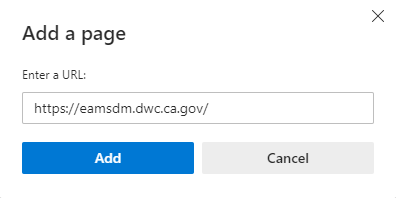 Add a page
Enter a URL:
https://eamsdm.dwc.ca.gov/
Add
Cancel